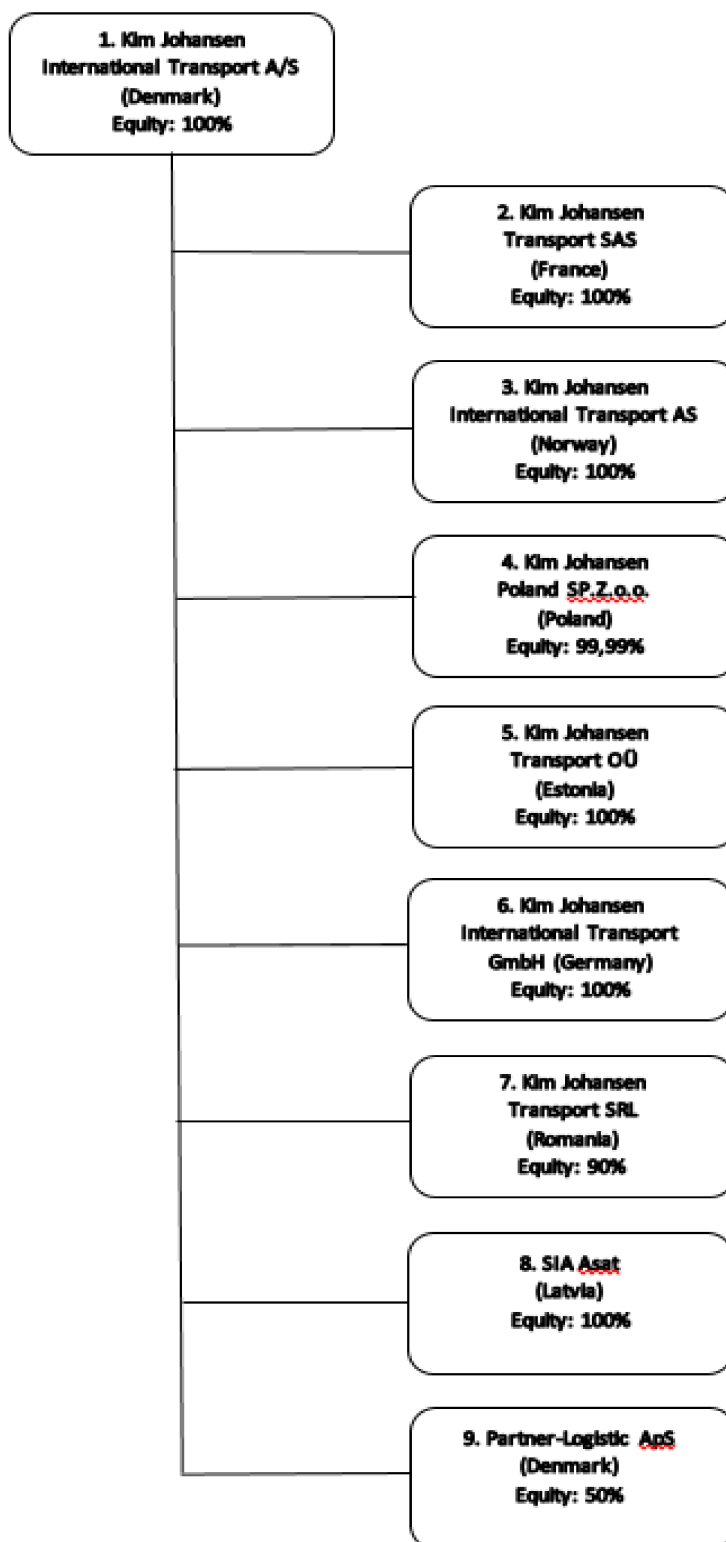 1. Kim Johansen
International Transport A/S
(Denmark)
Equity: 100%
2. Kim Johansen
Transport SAS
(France)
Equity: 100%
3. Kim Johansen
International Transport AS
(Norway)
Equity: 100%
4. Kim Johansen
Poland SP.Z.o.o.
(Poland)
Equity: 99,99%
5. Kim Johansen
Transport OÜ
(Estonia)
Equity: 100%
6. Kim Johansen
International Transport
GmbH (Germany)
Equity: 100%
7. Kim Johansen
Transport SRL
(Romania)
Equity: 90%
8. SIA Asat
(Latvia)
Equity: 100%
9. Partner-Logistic ApS
(Denmark)
Equity: 50%